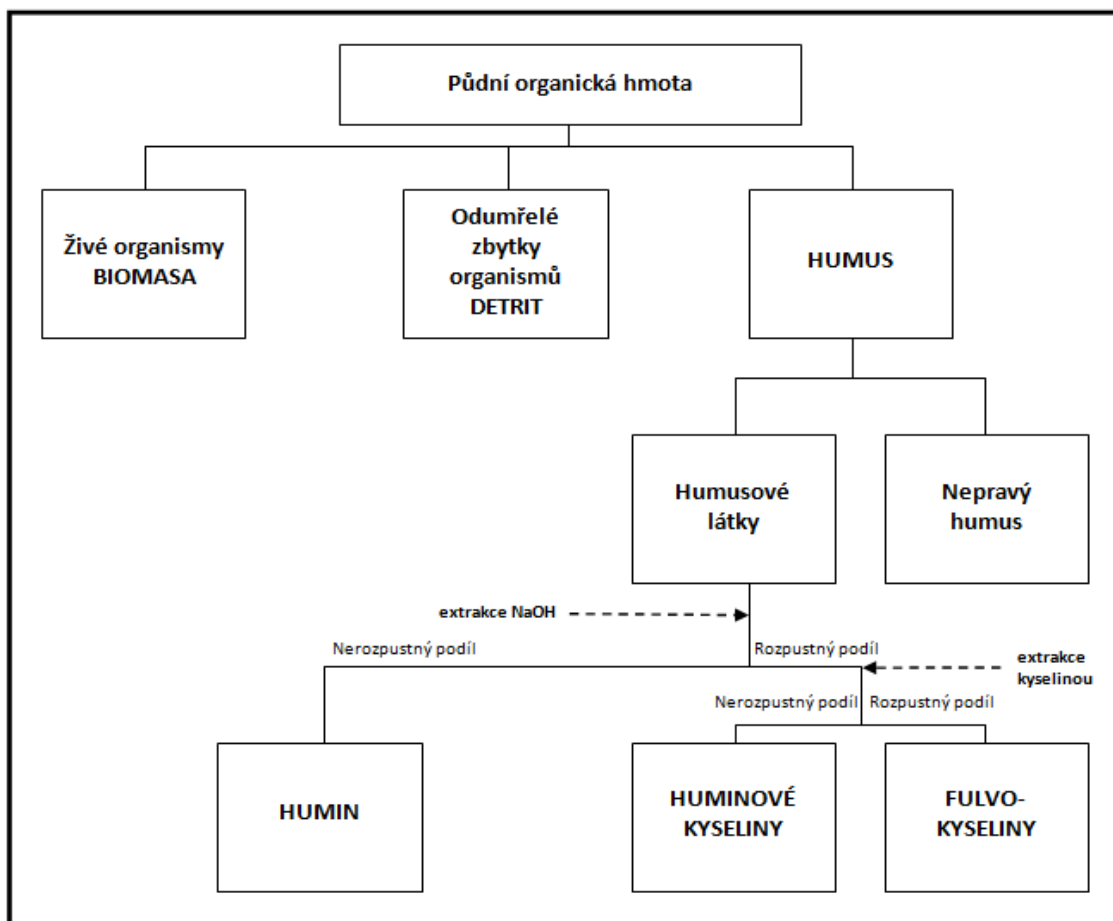 Půdní organická hmota
Živé organismy
BIOMASA
Odumřelé
zbytky
organismů
DETRIT
HUMUS
Humusové
látky
Nepravý
humus
extrakce NaOH
Nerozpustný podíl
Rozpustný podíl
extrakce
kyselinou
Nerozpustný podíl
Rozpustný podíl
HUMIN
HUMINOVÉ
KYSELINY
FULVO-
KYSELINY